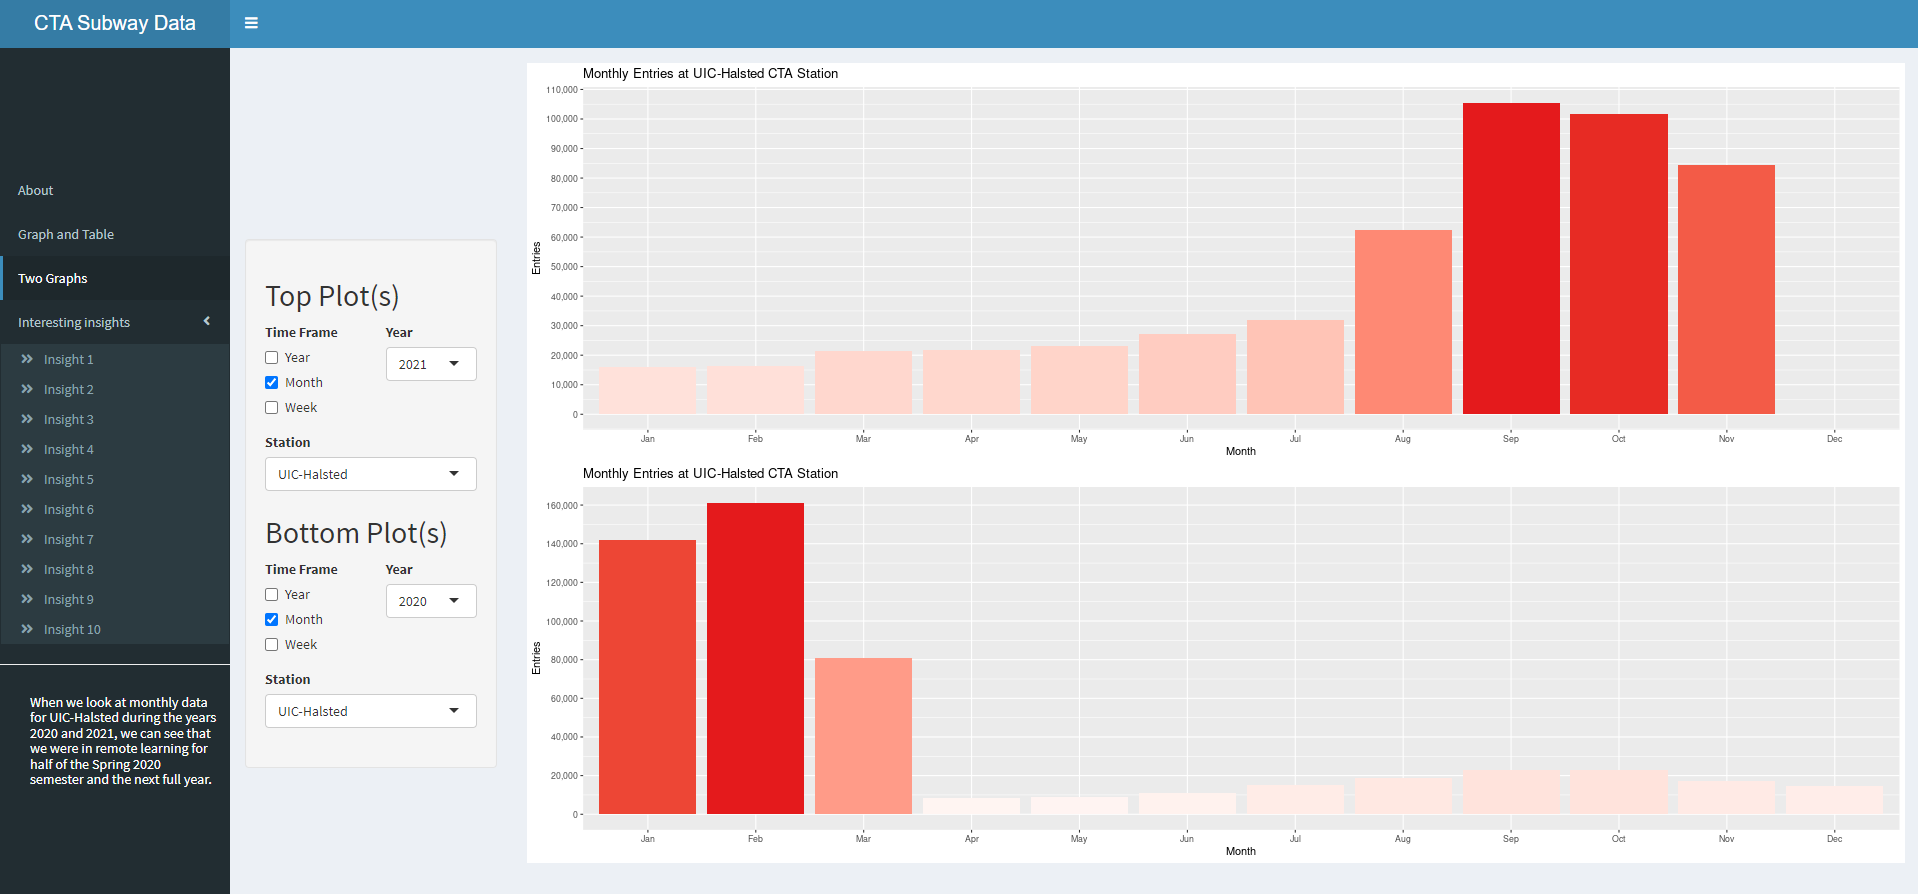 CTA Subway Data
About
Graph and Table
Two Graphs
Interesting insights
Insight 1
Insight 2
Insight 3
Insight 4
Insight 5
Insight 6
Insight 7
Insight 8
Insight 9
Insight 10
When we look at monthly data
for UIC-Halsted during the years
2020 and 2021, we can see that
we were in remote learning for
half of the Spring 2020
semester and the next full year.
Top Plot(s)
Time Frame Year
Year 2021
Month
Week
Station
UIC-Halsted
Bottom Plot(s)
Time Frame Year
Year 2020
Month
Week
Station
UIC-Halsted
Monthly Entries at UIC-Halsted CTA Station
110,000
100,000
90,000
80,000
70,000
60,000
50,000
40,000
30,000
20,000
10,000
0
Entries
Jan Feb Mar Apr May Jun Jul Aug Sep Oct Nov Dec
Month
Monthly Entries at UIC-Halsted CTA Station
160,000
140,000
120,000
100,000
80,000
60,000
40,000
20,000
0
Entries
Jan Feb Mar Apr May Jun Jul Aug Sep Oct Nov Dec
Month